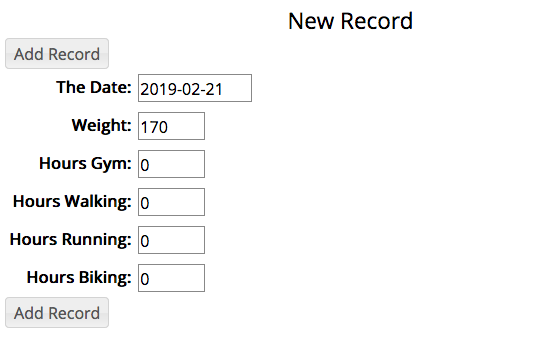 New Record
Add Record
The Date: 2019-02-21
Weight: 170
Hours Gym: 0
Hours Walking: 0
Hours Running: 0
Hours Biking: 0
Add Record